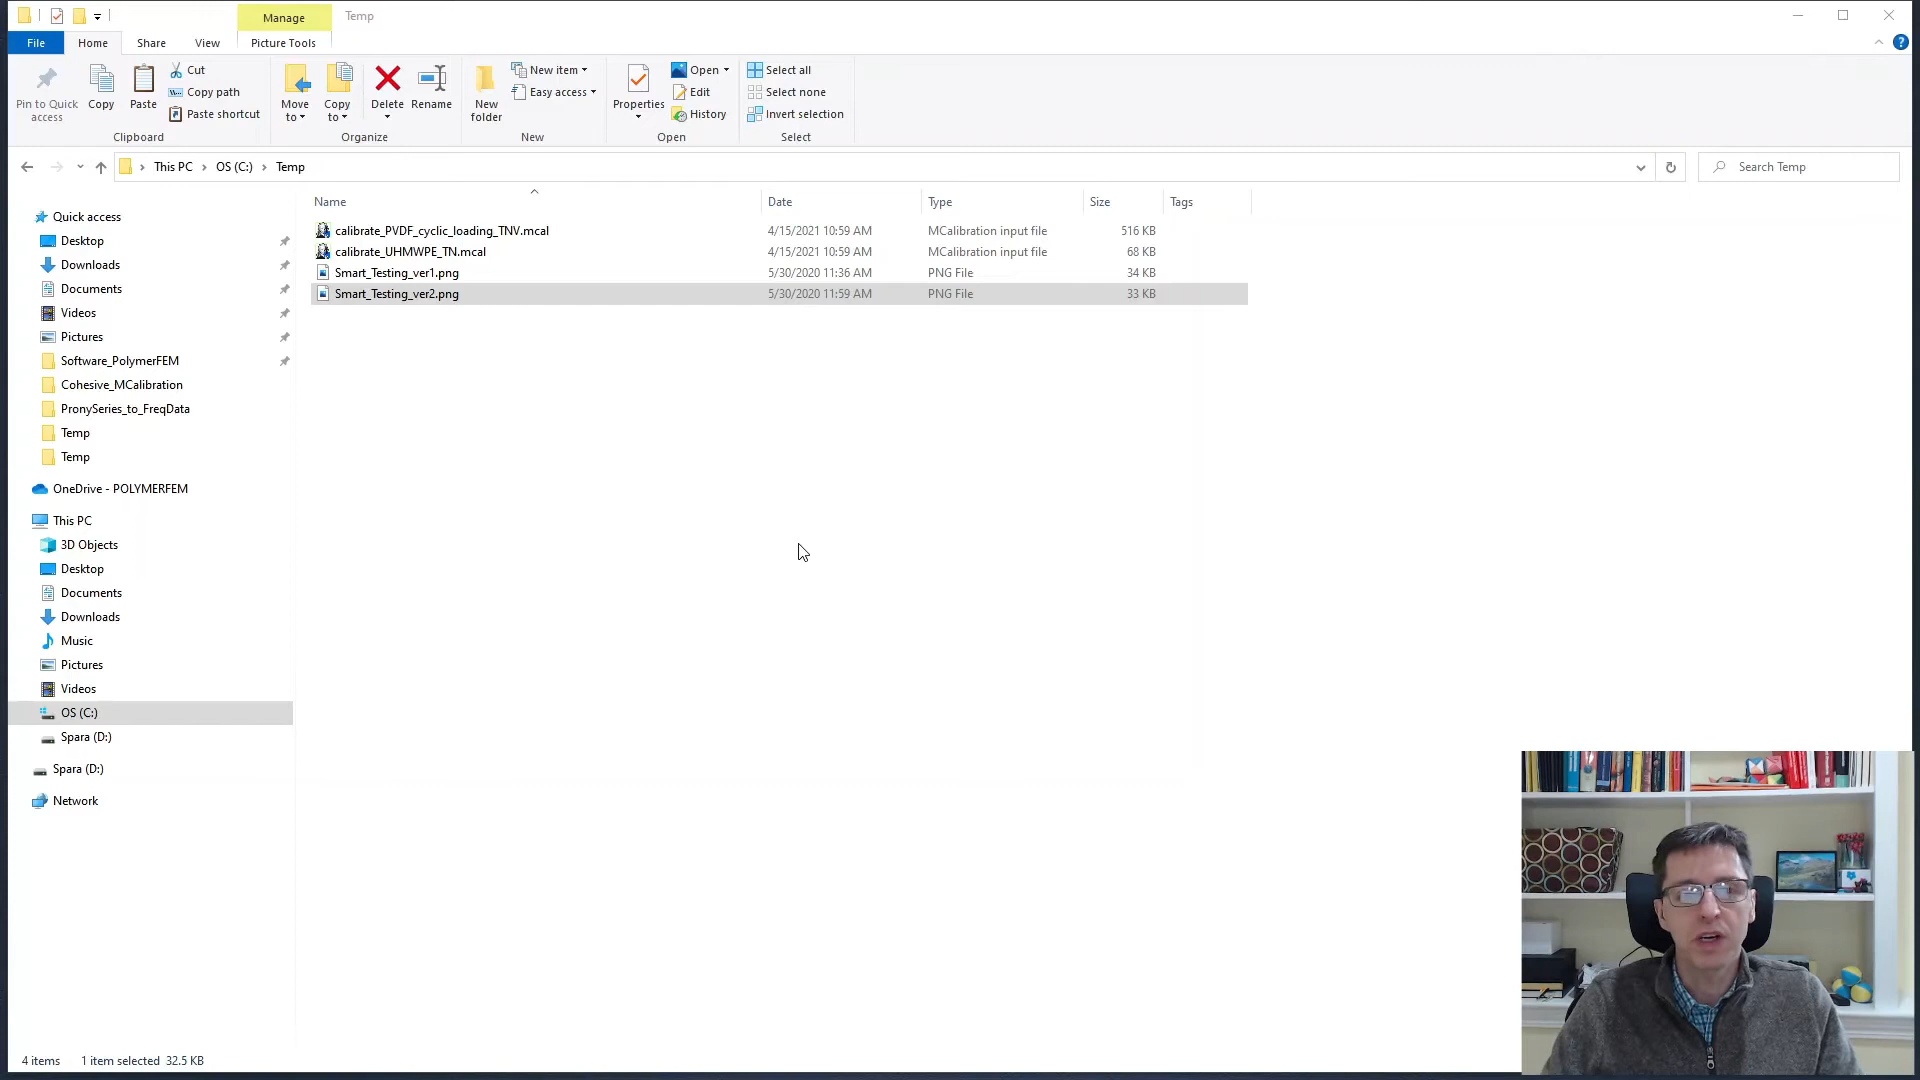 Manage Temp
File Home Share View Picture Tools
Pin to Quick access
Copy
Paste
Cut
Copy path
Paste shortcut
Clipboard
Move to
Copy to
Delete
Rename
Organize
New folder
New item
Easy access
New
Properties
Open
Edit
History
Open
Select all
Select none
Invert selection
Select
This PC OS (C:) Temp
Search Temp
Name Date Type Size Tags
calibrate_PVDF_cyclic_loading_TNV.mcal 4/15/2021 10:59 AM MCalibration input file 516 KB
calibrate_UHMWPE_TN.mcal 4/15/2021 10:59 AM MCalibration input file 68 KB
Smart_Testing_ver1.png 5/30/2020 11:36 AM PNG File 34 KB
Smart_Testing_ver2.png 5/30/2020 11:59 AM PNG File 33 KB
Quick access
Desktop
Downloads
Documents
Videos
Pictures
Software_PolymerFEM
Cohesive_MCalibration
PronySeries_to_FreqData
Temp
Temp
OneDrive - POLYMERFEM
This PC
3D Objects
Desktop
Documents
Downloads
Music
Pictures
Videos
OS (C:)
Spara (D:)
Spara (D:)
Network
4 items 1 item selected 32.5 KB